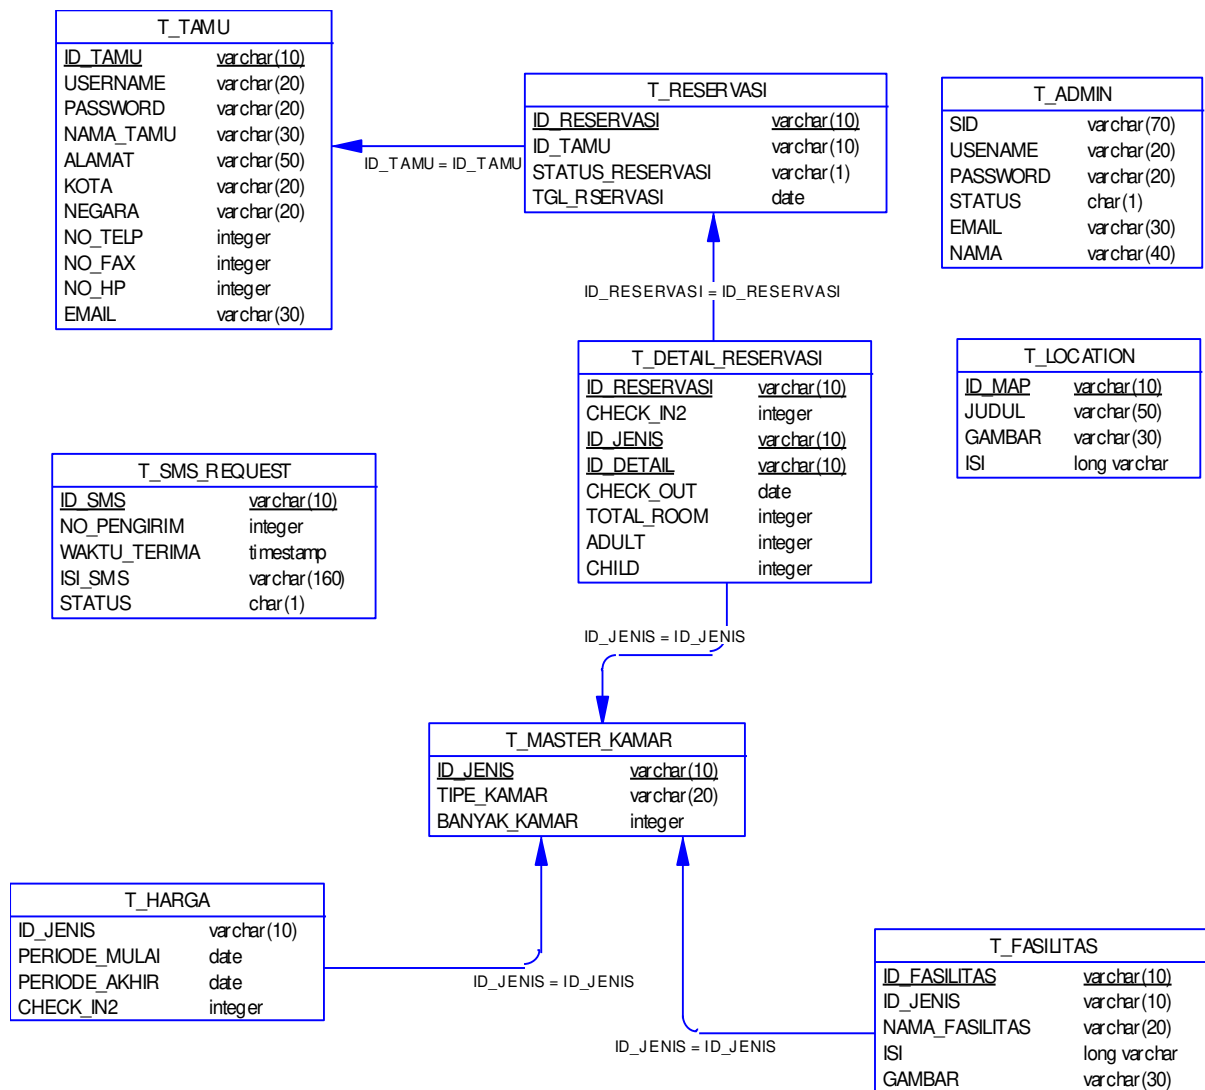 T_TAMU
ID_TAMU varchar(10)
USERNAME varchar(20)
PASSWORD varchar(20)
NAMA_TAMU varchar(30)
ALAMAT varchar(50)
KOTA varchar(20)
NEGARA varchar(20)
NO_TELP integer
NO_FAX integer
NO_HP integer
EMAIL varchar(30)
ID_TAMU = ID_TAMU
T_RESERVASI
ID_RESERVASI varchar(10)
ID_TAMU varchar(10)
STATUS_RESERVASI varchar(1)
TGL_RSERVASI date
T_ADMIN
SID varchar(70)
USENAME varchar(20)
PASSWORD varchar(20)
STATUS char(1)
EMAIL varchar(30)
NAMA varchar(40)
ID_RESERVASI = ID_RESERVASI
T_DETAIL_RESERVASI
ID_RESERVASI varchar(10)
CHECK_IN2 integer
ID_JENIS varchar(10)
ID_DETAIL varchar(10)
CHECK_OUT date
TOTAL_ROOM integer
ADULT integer
CHILD integer
T_LOCATION
ID_MAP varchar(10)
JUDUL varchar(50)
GAMBAR varchar(30)
ISI long varchar
T_SMS_REQUEST
ID_SMS varchar(10)
NO_PENGIRIM integer
WAKTU_TERIMA timestamp
ISI_SMS varchar(160)
STATUS char(1)
ID_JENIS = ID_JENIS
T_MASTER_KAMAR
ID_JENIS varchar(10)
TIPE_KAMAR varchar(20)
BANYAK_KAMAR integer
T_HARGA
ID_JENIS varchar(10)
PERIODE_MULAI date
PERIODE_AKHIR date
CHECK_IN2 integer
ID_JENIS = ID_JENIS
T_FASILITAS
ID_FASILITAS varchar(10)
ID_JENIS varchar(10)
NAMA_FASILITAS varchar(20)
ISI long varchar
GAMBAR varchar(30)
ID_JENIS = ID_JENIS